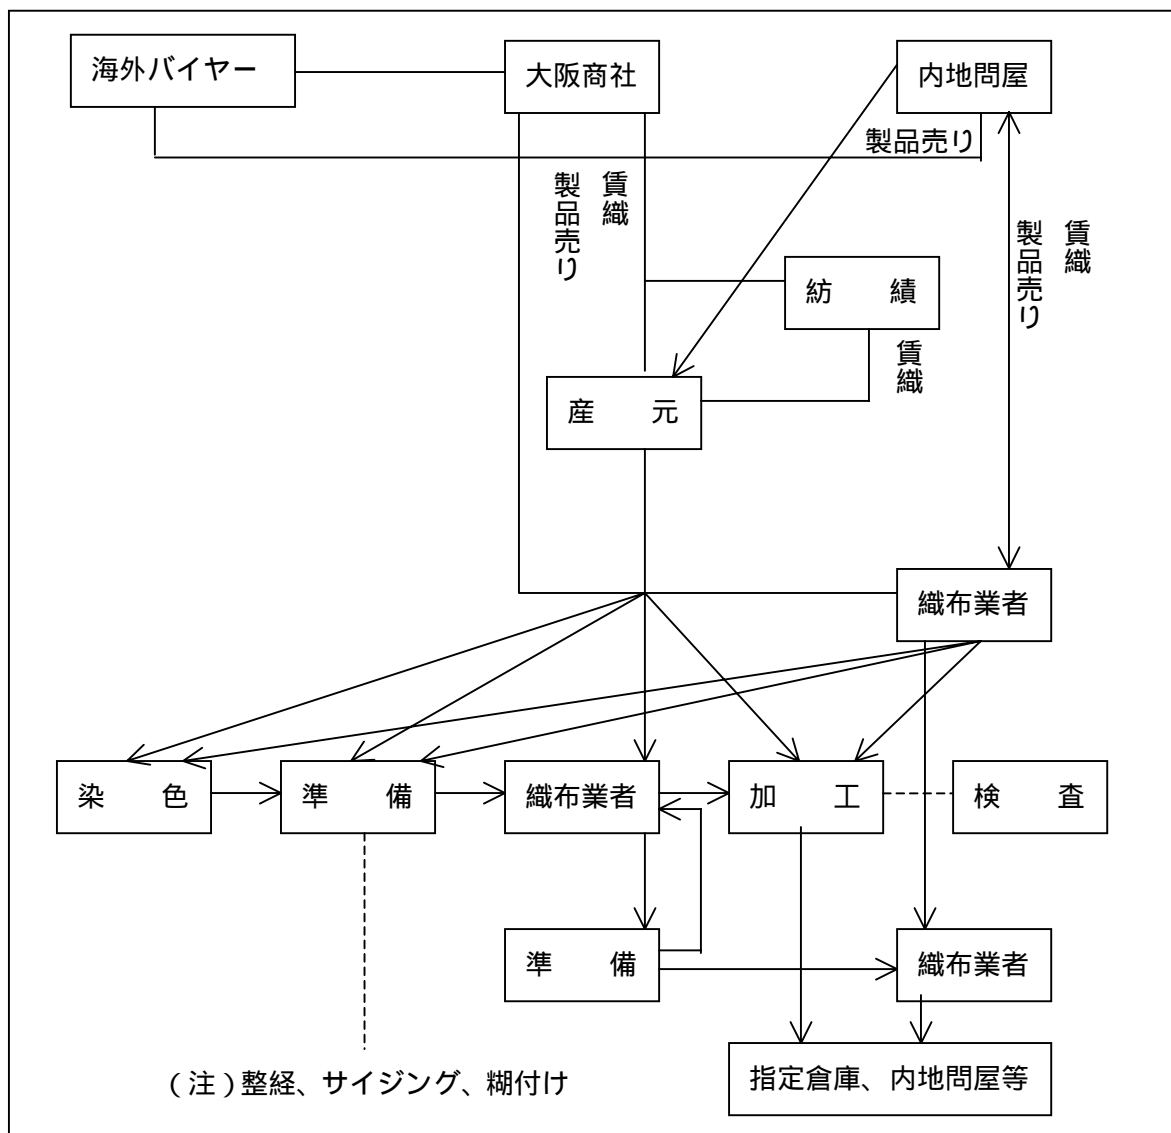 海外バイヤー
大阪商社
内地問屋
製品売り
賃織
製品売り
賃織
製品売り
紡　　績
賃織
産　　元
織布業者
染　　色
準　　備
織布業者
加　　工
検　　査
準　　備
織布業者
（注）整経、サイジング、糊付け
指定倉庫、内地問屋等